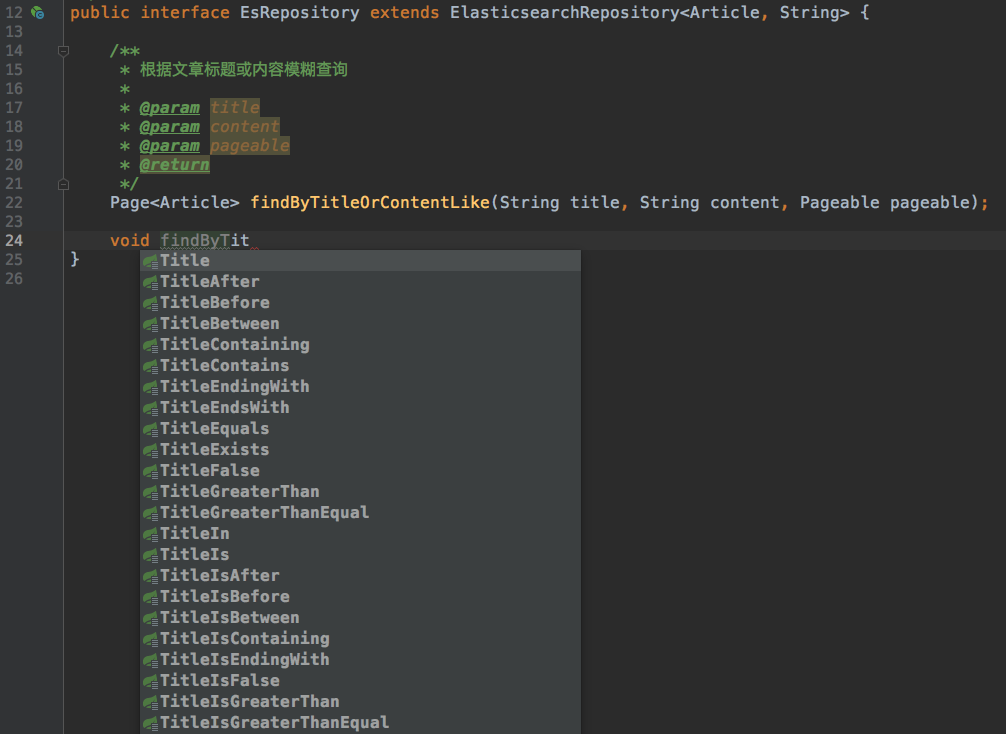 12 public interface EsRepository extends ElasticsearchRepository<Article, String> {
13
14 /**
15 * 根据文章标题或内容模糊查询
16 *
17 * @param title
18 * @param content
19 * @param pageable
20 * @return
21 */
22 Page<Article> findByTitleOrContentLike(String title, String content, Pageable pageable);
23
24 void findByTit
25 }
26
Title
TitleAfter
TitleBefore
TitleBetween
TitleContaining
TitleContains
TitleEndingWith
TitleEndsWith
TitleEquals
TitleExists
TitleFalse
TitleGreaterThan
TitleGreaterThanEqual
TitleIn
TitleIs
TitleIsAfter
TitleIsBefore
TitleIsBetween
TitleIsContaining
TitleIsEndingWith
TitleIsFalse
TitleIsGreaterThan
TitleIsGreaterThanEqual